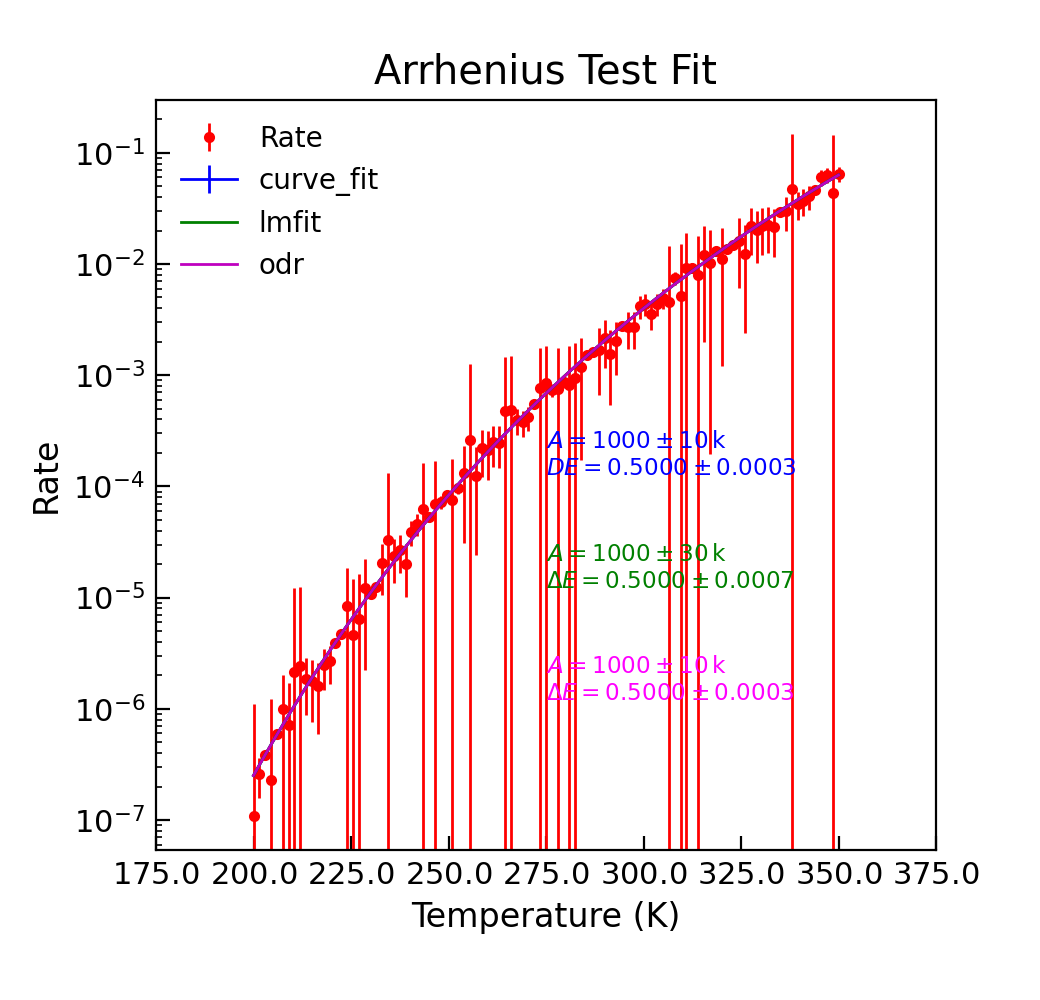 Arrhenius Test Fit
Rate
curve_fit
lmfit
odr
10⁻¹
10⁻²
10⁻³
10⁻⁴
10⁻⁵
10⁻⁶
10⁻⁷
Rate
A = 1000 ± 10 k
DE = 0.5000 ± 0.0003
A = 1000 ± 30 k
ΔE = 0.5000 ± 0.0007
A = 1000 ± 10 k
ΔE = 0.5000 ± 0.0003
175.0 200.0 225.0 250.0 275.0 300.0 325.0 350.0 375.0
Temperature (K)